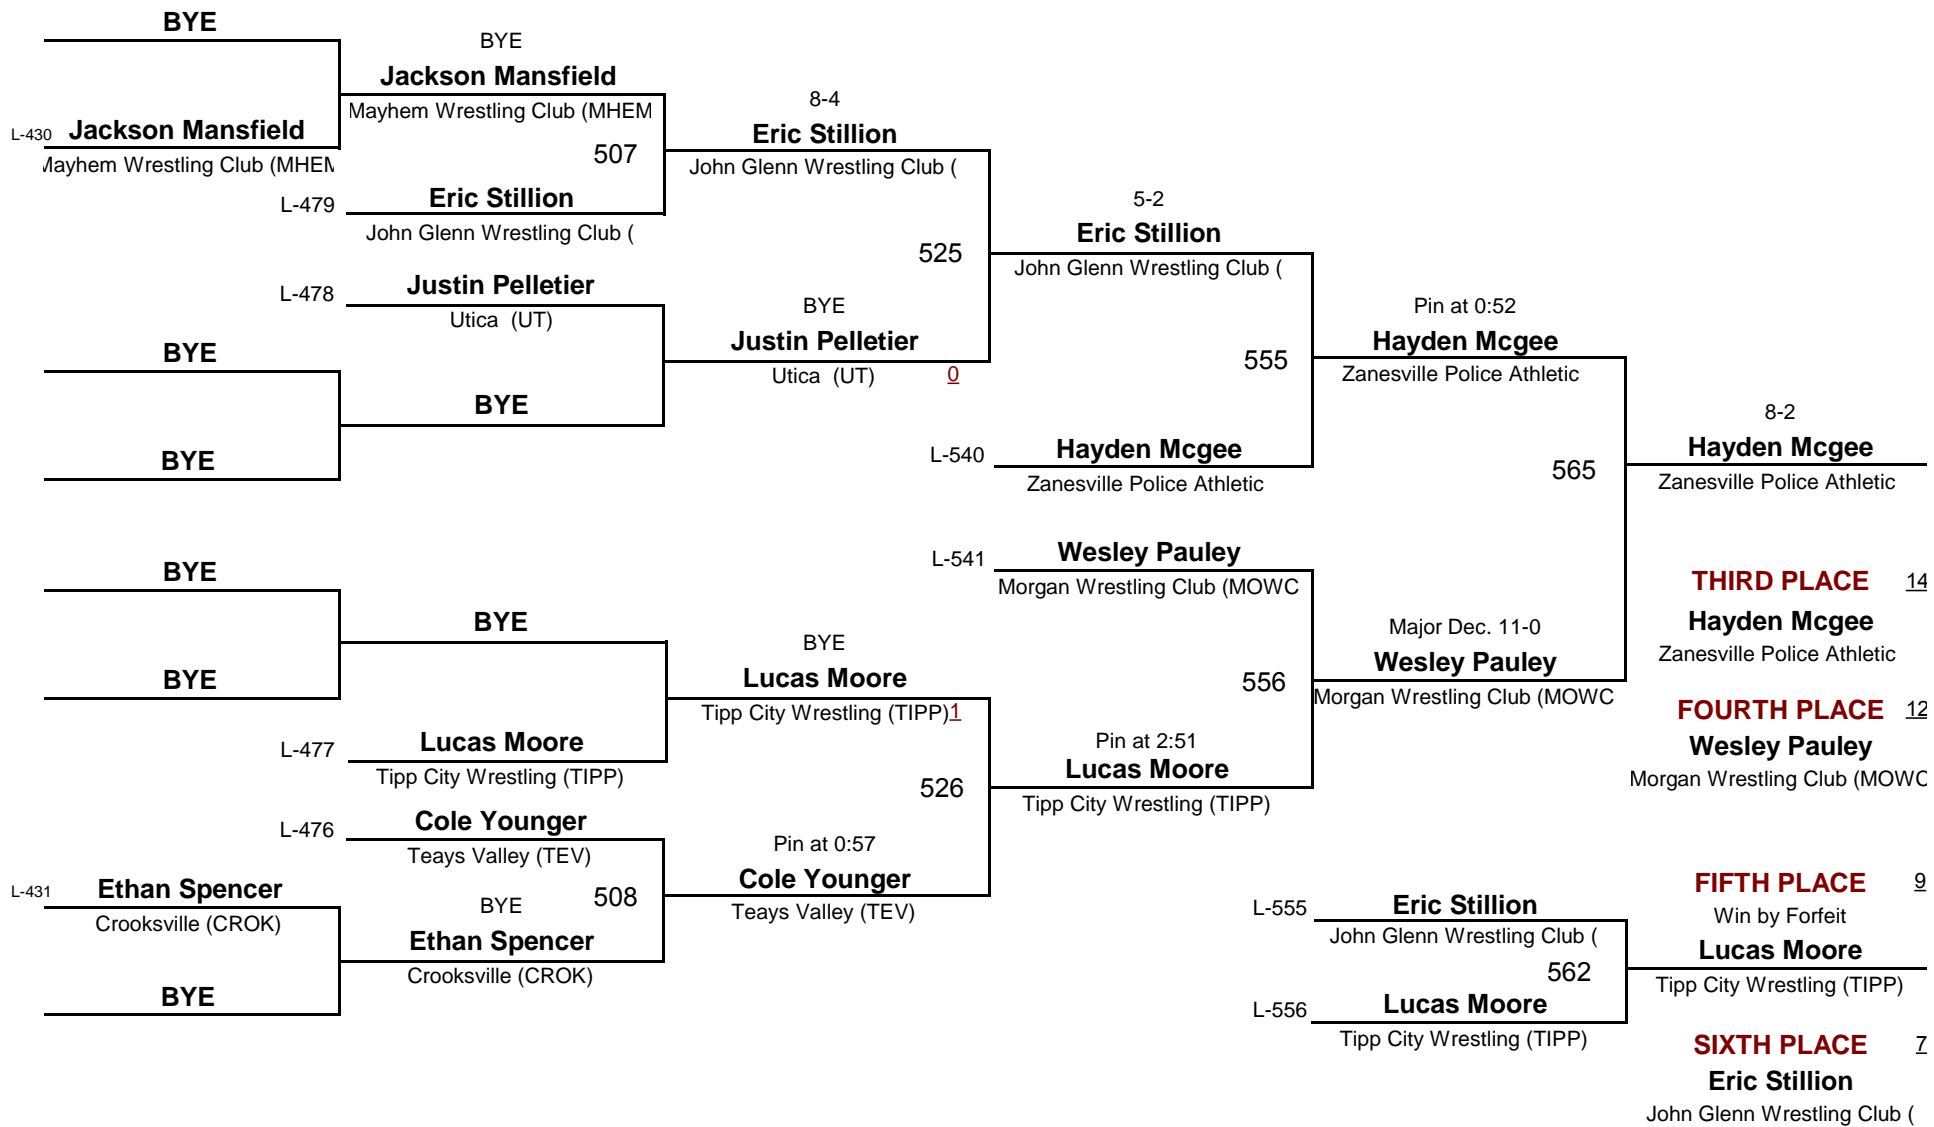 BYE
BYE
Jackson Mansfield
Mayhem Wrestling Club (MHEM
L-430 Jackson Mansfield
Mayhem Wrestling Club (MHEM
507
L-479 Eric Stillion
John Glenn Wrestling Club (
8-4
Eric Stillion
John Glenn Wrestling Club (
525
L-478 Justin Pelletier
Utica (UT)
BYE
Justin Pelletier
Utica (UT) 0
BYE
BYE
BYE
5-2
Eric Stillion
John Glenn Wrestling Club (
555
L-540 Hayden Mcgee
Zanesville Police Athletic
Pin at 0:52
Hayden Mcgee
Zanesville Police Athletic
565
8-2
Hayden Mcgee
Zanesville Police Athletic
L-541 Wesley Pauley
Morgan Wrestling Club (MOWC
BYE
BYE
BYE
BYE
Lucas Moore
Tipp City Wrestling (TIPP) 1
L-477 Lucas Moore
Tipp City Wrestling (TIPP)
556
Major Dec. 11-0
Wesley Pauley
Morgan Wrestling Club (MOWC
526
Pin at 2:51
Lucas Moore
Tipp City Wrestling (TIPP)
L-476 Cole Younger
Teays Valley (TEV)
Pin at 0:57
Cole Younger
Teays Valley (TEV)
L-431 Ethan Spencer
Crooksville (CROK)
508
BYE
Ethan Spencer
Crooksville (CROK)
BYE
THIRD PLACE 14
Hayden Mcgee
Zanesville Police Athletic
FOURTH PLACE 12
Wesley Pauley
Morgan Wrestling Club (MOWC
L-555 Eric Stillion
John Glenn Wrestling Club (
562
L-556 Lucas Moore
Tipp City Wrestling (TIPP)
FIFTH PLACE 9
Win by Forfeit
Lucas Moore
Tipp City Wrestling (TIPP)
SIXTH PLACE 7
Eric Stillion
John Glenn Wrestling Club (